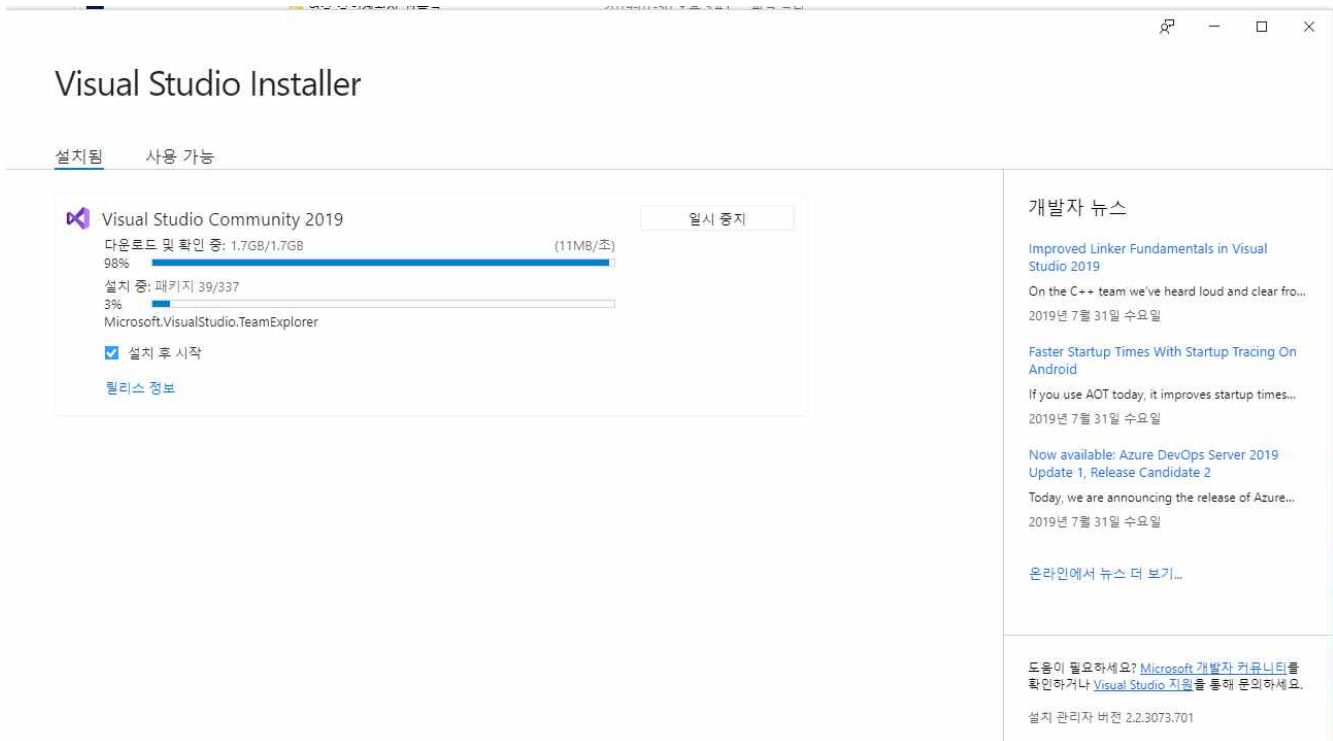 Visual Studio Installer
설치됨
사용 가능
Visual Studio Community 2019
일시 중지
다운로드 및 확인 중: 1.7GB/1.7GB
(11MB/초)
98%
설치 중: 패키지 39/337
3%
Microsoft.VisualStudio.TeamExplorer
설치 후 시작
릴리스 정보
개발자 뉴스
Improved Linker Fundamentals in Visual
Studio 2019
On the C++ team we've heard loud and clear fro...
2019년 7월 31일 수요일
Faster Startup Times With Startup Tracing On
Android
If you use AOT today, it improves startup times...
2019년 7월 31일 수요일
Now available: Azure DevOps Server 2019
Update 1, Release Candidate 2
Today, we are announcing the release of Azure...
2019년 7월 31일 수요일
온라인에서 뉴스 더 보기...
도움이 필요하세요? Microsoft 개발자 커뮤니티를
확인하거나 Visual Studio 지원을 통해 문의하세요.
설치 관리자 버전 2.2.3073.701